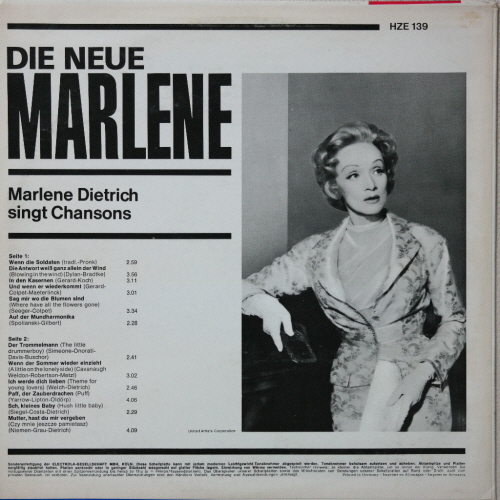 HZE 139
DIE NEUE
MARLENE
Marlene Dietrich
singt Chansons
Seite 1:
Wenn die Soldaten (tradl.-Pronk) 2.59
Die Antwort weiß ganz allein der Wind
(Blowing in the wind) (Dylan-Bradtke) 3.56
In den Kasernen (Gerard-Koch) 3.11
Und wenn er wiederkommt (Gerard-
Colpet-Maeterlinck) 3.01
Sag mir wo die Blumen sind
(Where have all the flowers gone)
(Seeger-Colpet) 3.34
Auf der Mundharmonika
(Spolianski-Gilbert) 2.28
Seite 2:
Der Trommelmann (The little
drummerboy) (Simeone-Onorati-
Davis-Buschor) 2.41
Wenn der Sommer wieder einzieht
(A little on the lonely side) (Cavanaugh
Weldon-Robertson-Metzl) 3.02
Ich werde dich lieben (Theme for
young lovers) (Welch-Dietrich) 2.46
Paff, der Zauberdrachen (Puff)
(Yarrow-Lipton-Oldörp) 4.06
Sch, kleines Baby (Hush little baby)
(Siegel-Costa-Dietrich) 2.29
Mutter, hast du mir vergeben
(Czy mnie jeszcze pamietasz)
(Niemen-Grau-Dietrich) 4.09
United Artists Corporation